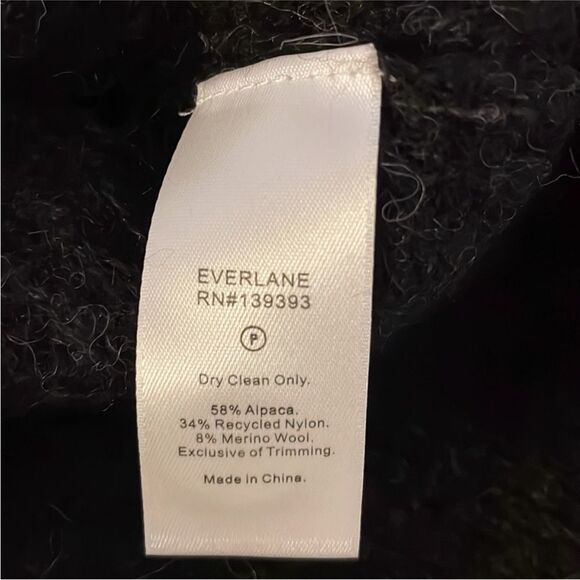 EVERLANE
RN#139393
P
Dry Clean Only.
58% Alpaca.
34% Recycled Nylon.
8% Merino Wool.
Exclusive of Trimming.
Made in China.